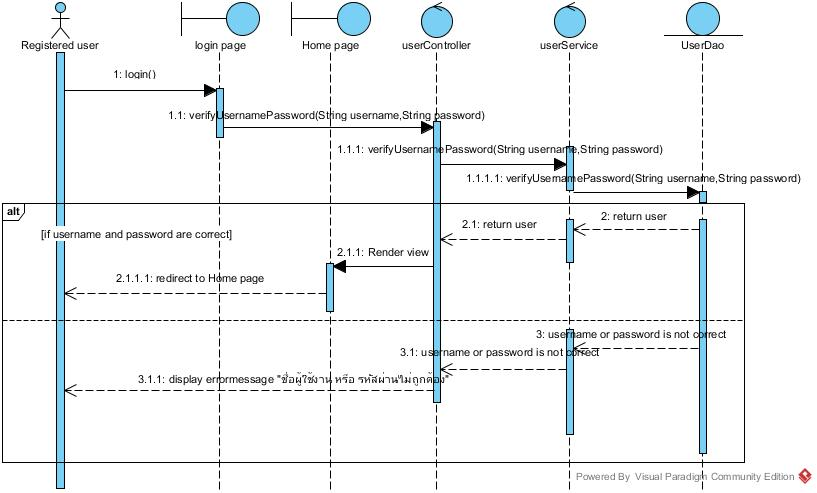 Registered user
login page
Home page
userController
userService
UserDao
1: login()
1.1: verifyUsernamePassword(String username,String password)
1.1.1: verifyUsernamePassword(String username,String password)
1.1.1.1: verifyUsernamePassword(String username,String password)
alt
2: return user
2.1: return user
[if username and password are correct]
2.1.1: Render view
2.1.1.1: redirect to Home page
3: username or password is not correct
3.1: username or password is not correct
3.1.1: display errormessage "ชื่อผู้ใช้งาน หรือ รหัสผ่านไม่ถูกต้อง"
Powered By Visual Paradigm Community Edition